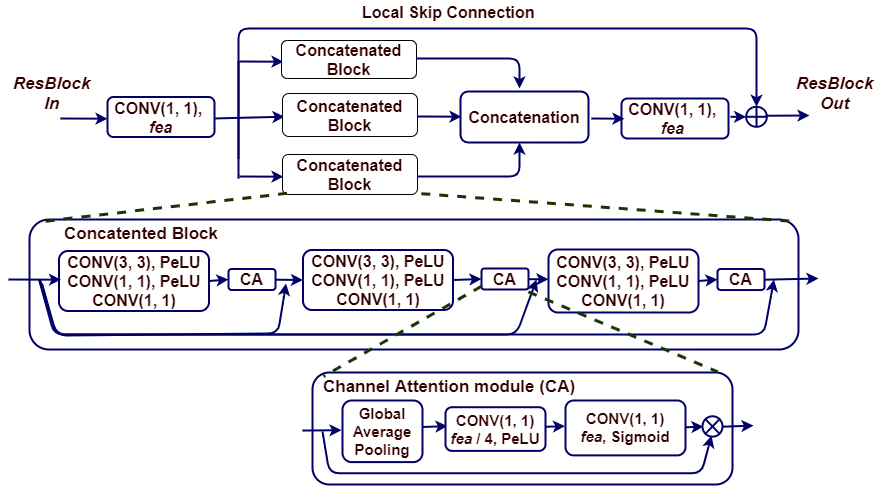 Local Skip Connection
ResBlock
In
CONV(1, 1),
fea
Concatenated
Block
Concatenated
Block
Concatenated
Block
Concatenation
CONV(1, 1),
fea
ResBlock
Out
Concatented Block
CONV(3, 3), PeLU
CONV(1, 1), PeLU
CONV(1, 1)
CA
CONV(3, 3), PeLU
CONV(1, 1), PeLU
CONV(1, 1)
CA
CONV(3, 3), PeLU
CONV(1, 1), PeLU
CONV(1, 1)
CA
Channel Attention module (CA)
Global
Average
Pooling
CONV(1, 1)
fea / 4, PeLU
CONV(1, 1)
fea, Sigmoid